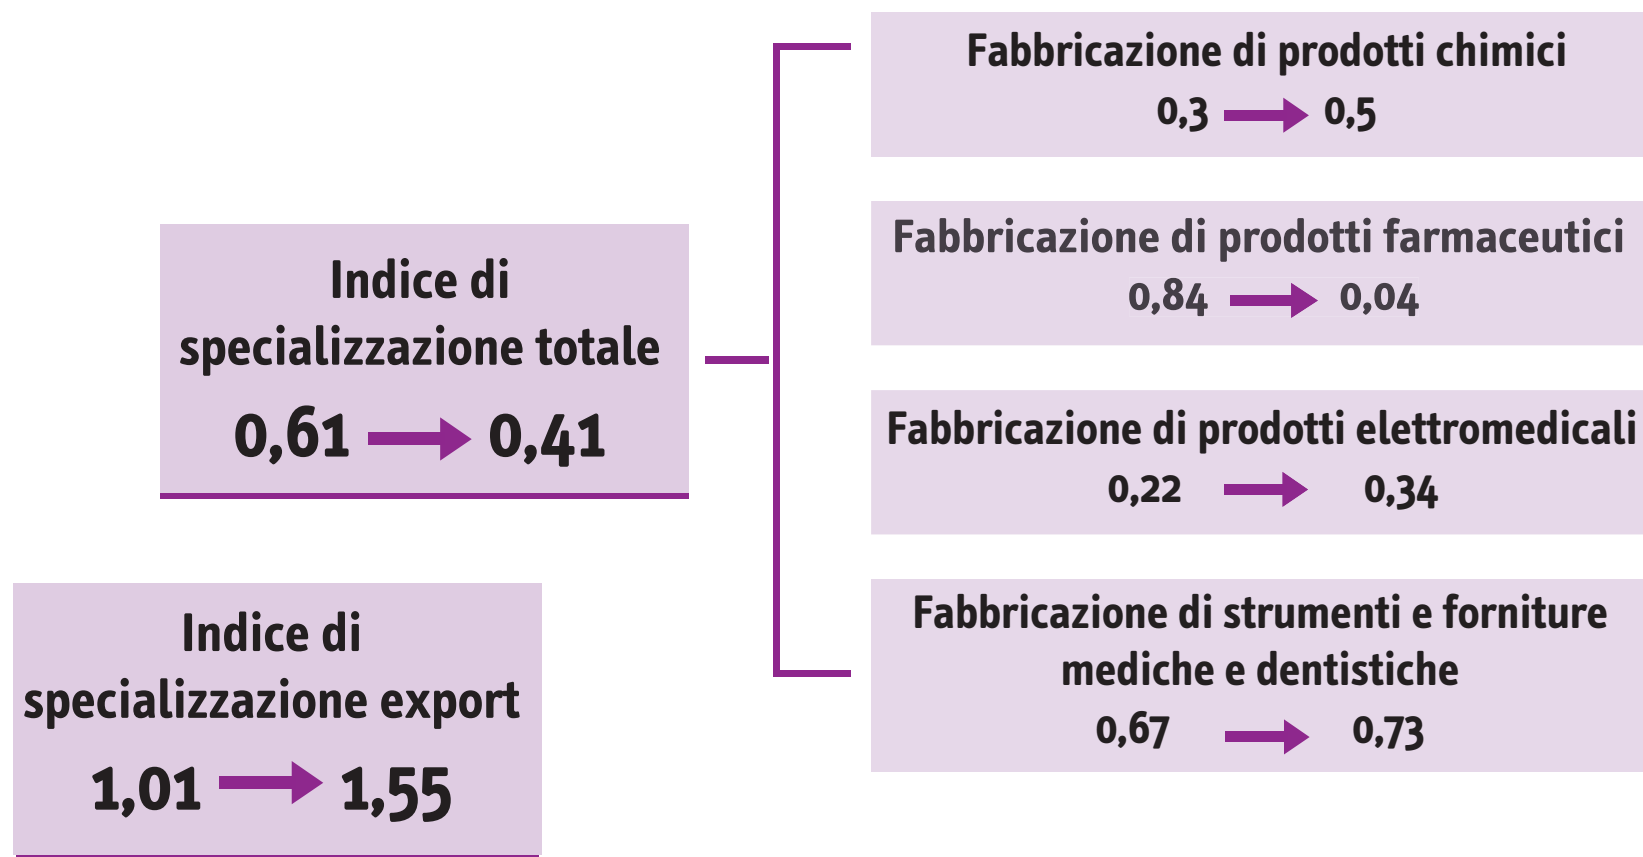 Indice di
specializzazione totale
0,61 0,41
Indice di
specializzazione export
1,01 1,55
Fabbricazione di prodotti chimici
0,3 0,5
Fabbricazione di prodotti farmaceutici
0,84 0,04
Fabbricazione di prodotti elettromedicali
0,22 0,34
Fabbricazione di strumenti e forniture
mediche e dentistiche
0,67 0,73